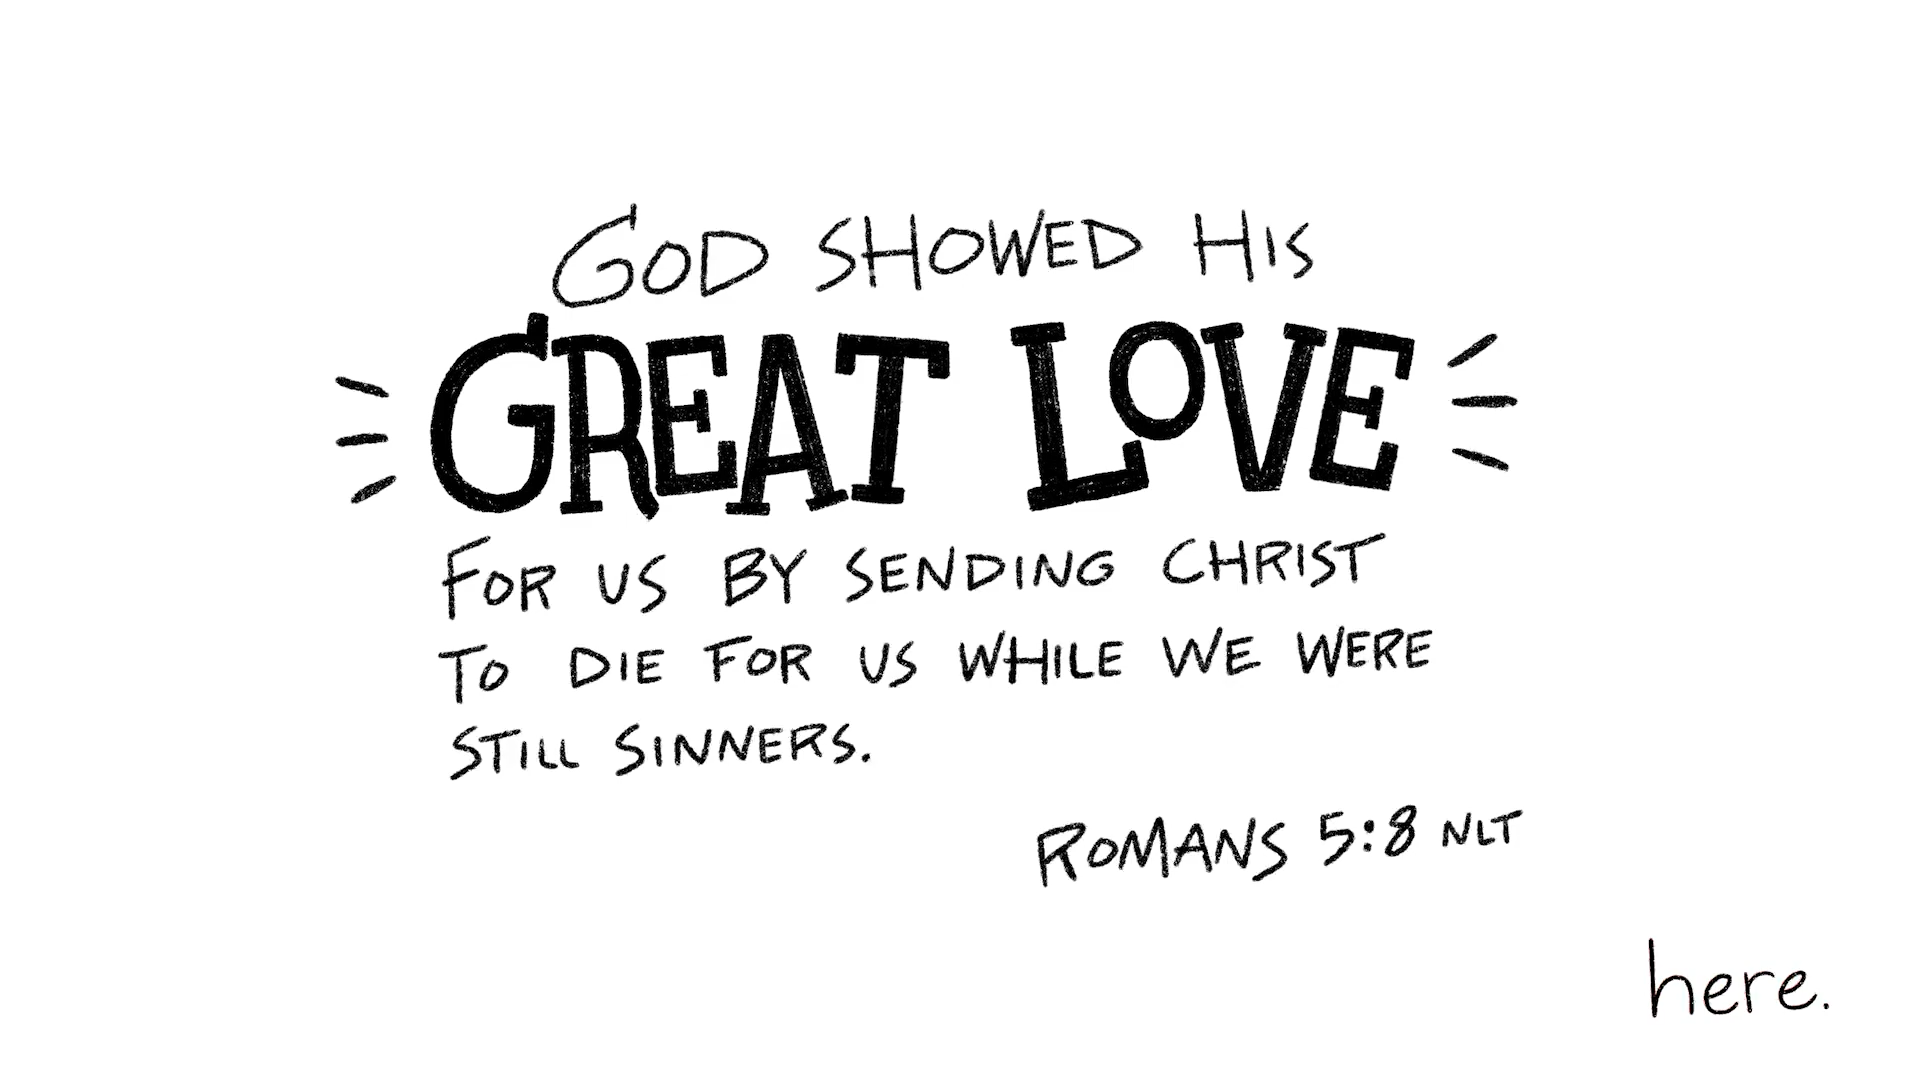 GOD SHOWED HIS
GREAT LOVE
FOR US BY SENDING CHRIST
TO DIE FOR US WHILE WE WERE
STILL SINNERS.
ROMANS 5:8 NLT
here.